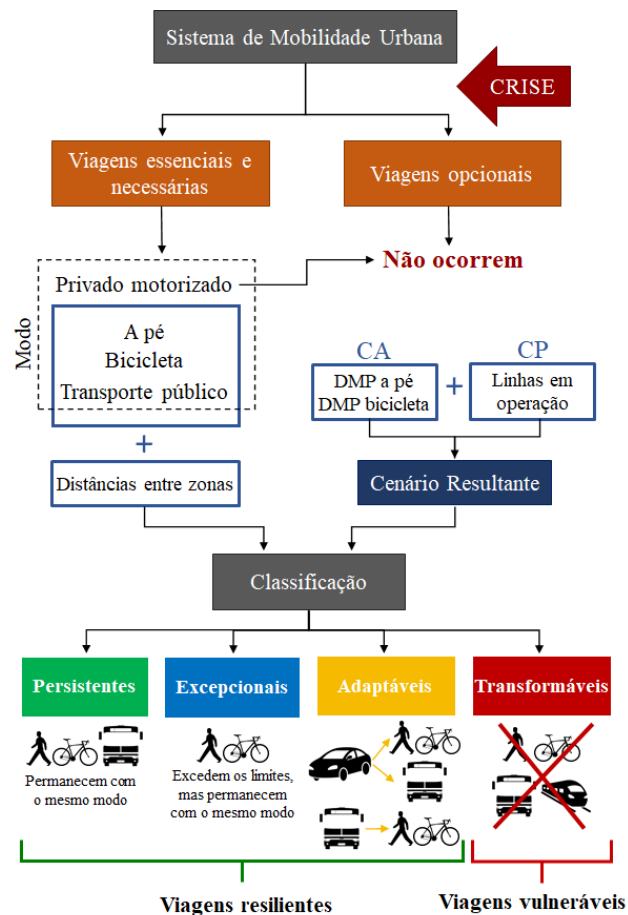 Sistema de Mobilidade Urbana
CRISE
Viagens essenciais e
necessárias
Viagens opcionais
Não ocorrem
Modo
Privado motorizado
A pé
Bicicleta
Transporte público
+
Distâncias entre zonas
CA
DMP a pé
DMP bicicleta
+
CP
Linhas em
operação
Cenário Resultante
Classificação
Persistentes
Permanecem com
o mesmo modo
Excepcionais
Excedem os limites,
mas permanecem
com o mesmo modo
Adaptáveis
Transformáveis
Viagens resilientes
Viagens vulneráveis